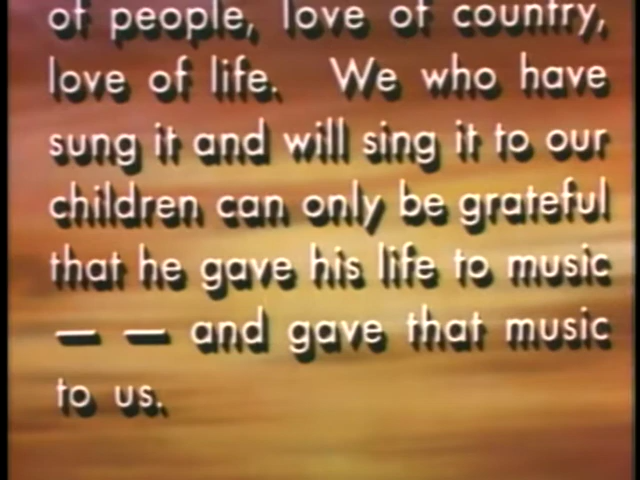 of people, love of country,
love of life. We who have
sung it and will sing it to our
children can only be grateful
that he gave his life to music
— — and gave that music
to us.